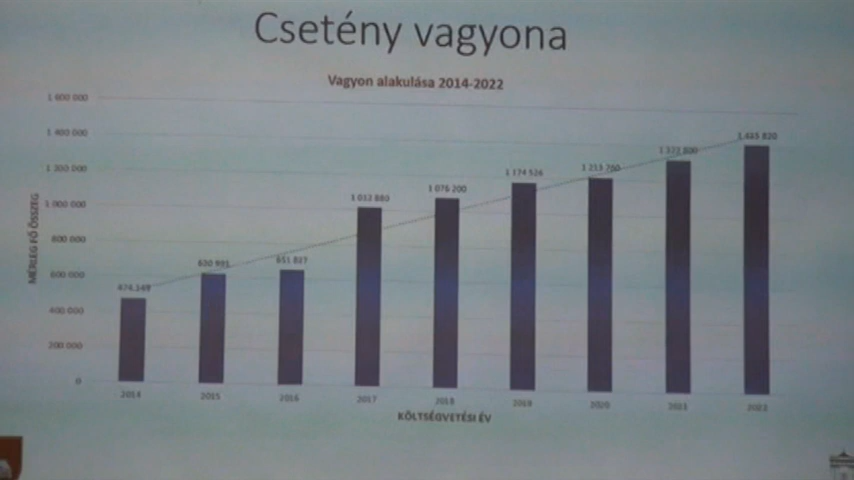 Csetény vagyona
Vagyon alakulása 2014-2022
1 600 000
1 400 000
1 200 000
1 000 000
800 000
600 000
400 000
200 000
0
MÉRLEG FŐ ÖSSZEG
630 991
1 012 880
1 076 200
1 174 526
2014
2015
2016
2017
2018
2019
2020
2021
2022
KÖLTSÉGVETÉSI ÉV